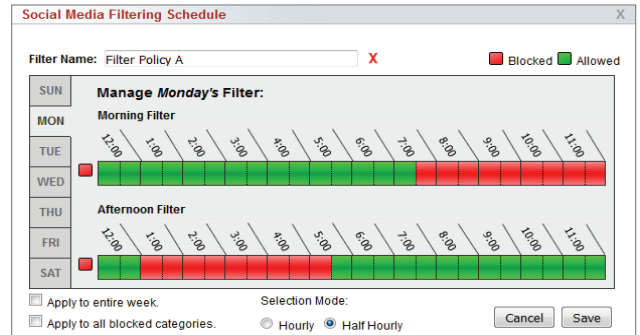 Social Media Filtering Schedule X
Filter Name: Filter Policy A X Blocked Allowed
SUN
MON
TUE
WED
THU
FRI
SAT
Manage Monday's Filter:
Morning Filter
12:00 1:00 2:00 3:00 4:00 5:00 6:00 7:00 8:00 9:00 10:00 11:00
Afternoon Filter
12:00 1:00 2:00 3:00 4:00 5:00 6:00 7:00 8:00 9:00 10:00 11:00
Apply to entire week.
Apply to all blocked categories.
Selection Mode:
Hourly Half Hourly
Cancel Save